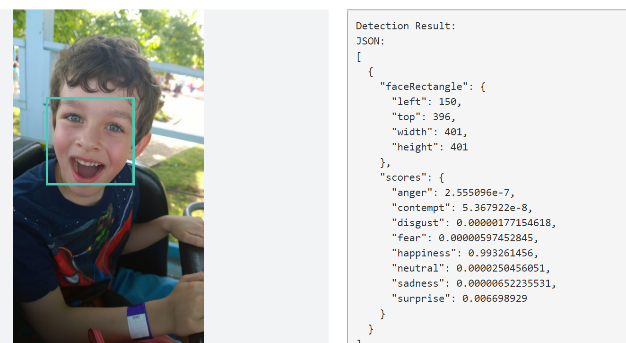 Detection Result:
JSON:
[
{
"faceRectangle": {
"left": 150,
"top": 396,
"width": 401,
"height": 401
},
"scores": {
"anger": 2.555096e-7,
"contempt": 5.367922e-8,
"disgust": 0.00000177154618,
"fear": 0.00000597452845,
"happiness": 0.993261456,
"neutral": 0.0000250456051,
"sadness": 0.00000652235531,
"surprise": 0.006698929
}
}
]